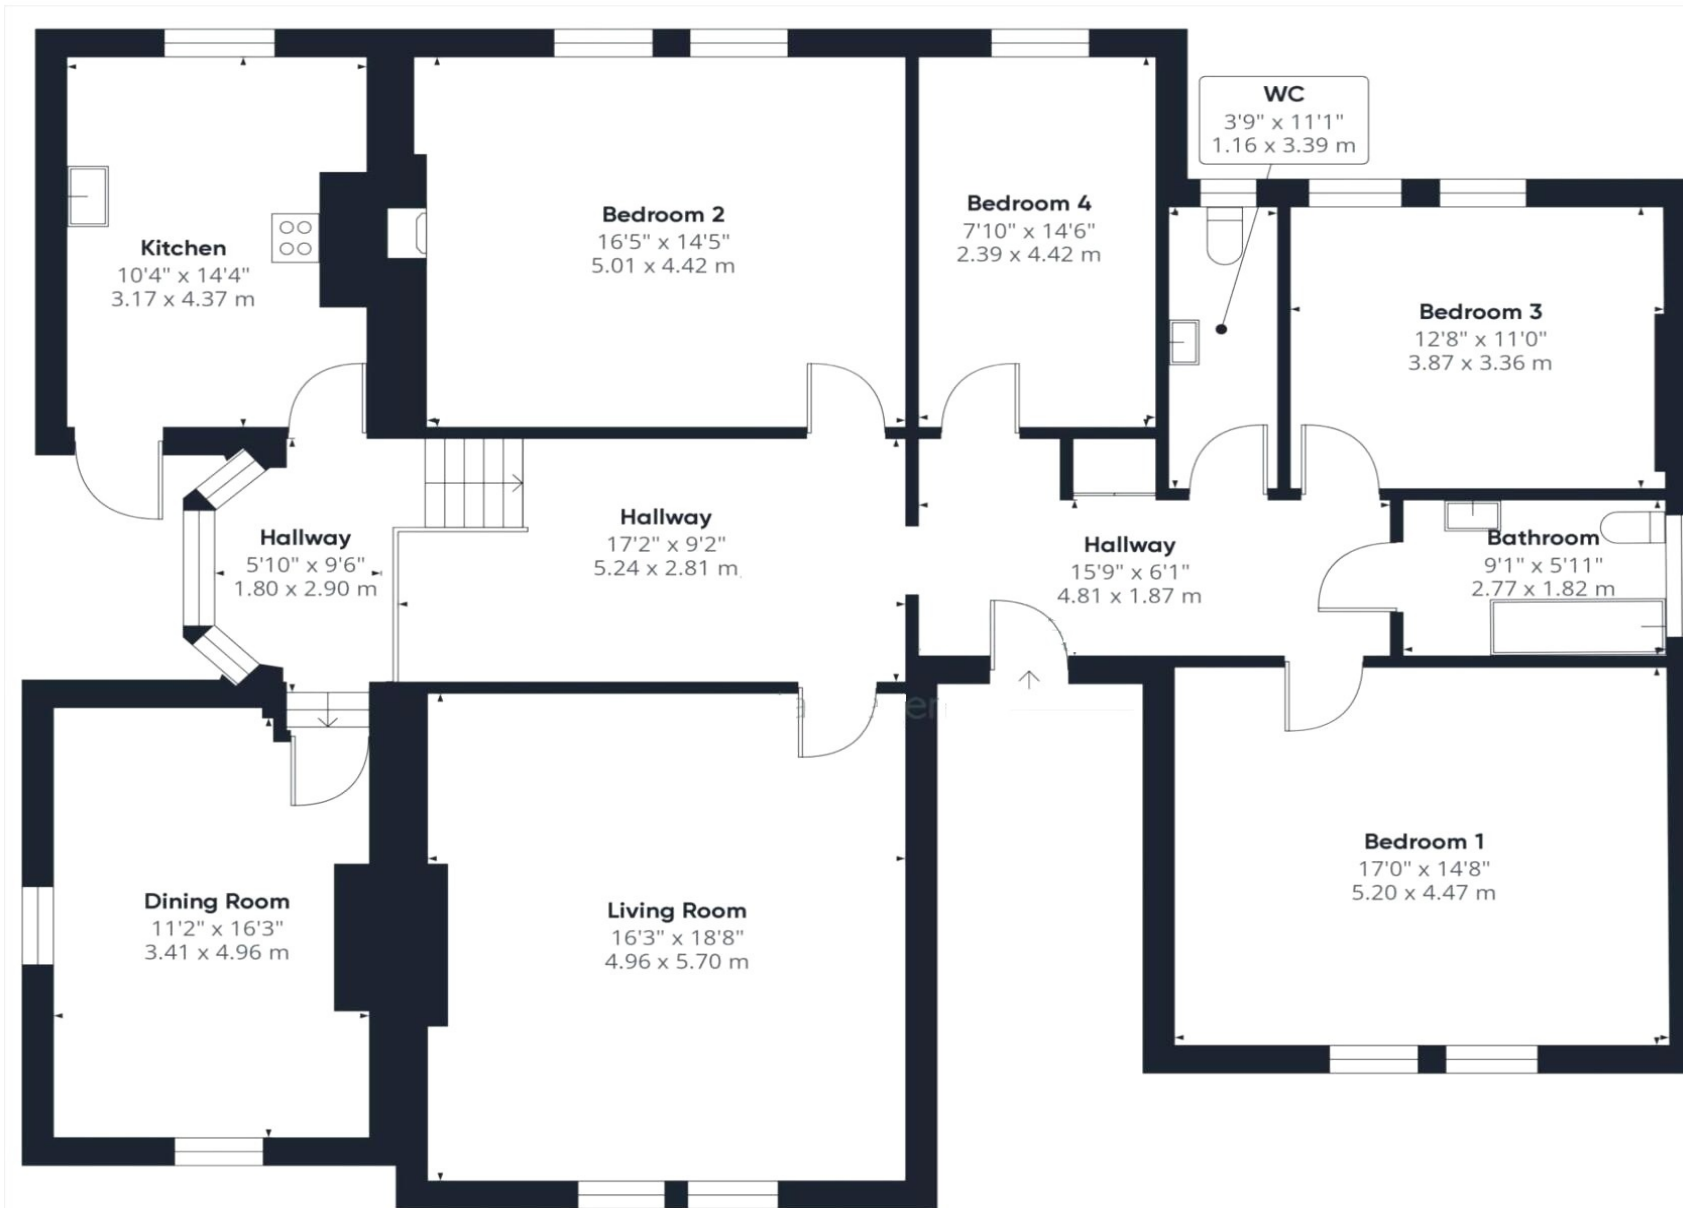 WC
3'9" x 11'1"
1.16 x 3.39 m
Bedroom 2
16'5" x 14'5"
5.01 x 4.42 m
Bedroom 4
7'10" x 14'6"
2.39 x 4.42 m
Kitchen
10'4" x 14'4"
3.17 x 4.37 m
Bedroom 3
12'8" x 11'0"
3.87 x 3.36 m
Hallway
5'10" x 9'6"
1.80 x 2.90 m
Hallway
17'2" x 9'2"
5.24 x 2.81 m
Hallway
15'9" x 6'1"
4.81 x 1.87 m
Bathroom
9'1" x 5'11"
2.77 x 1.82 m
Bedroom 1
17'0" x 14'8"
5.20 x 4.47 m
Dining Room
11'2" x 16'3"
3.41 x 4.96 m
Living Room
16'3" x 18'8"
4.96 x 5.70 m